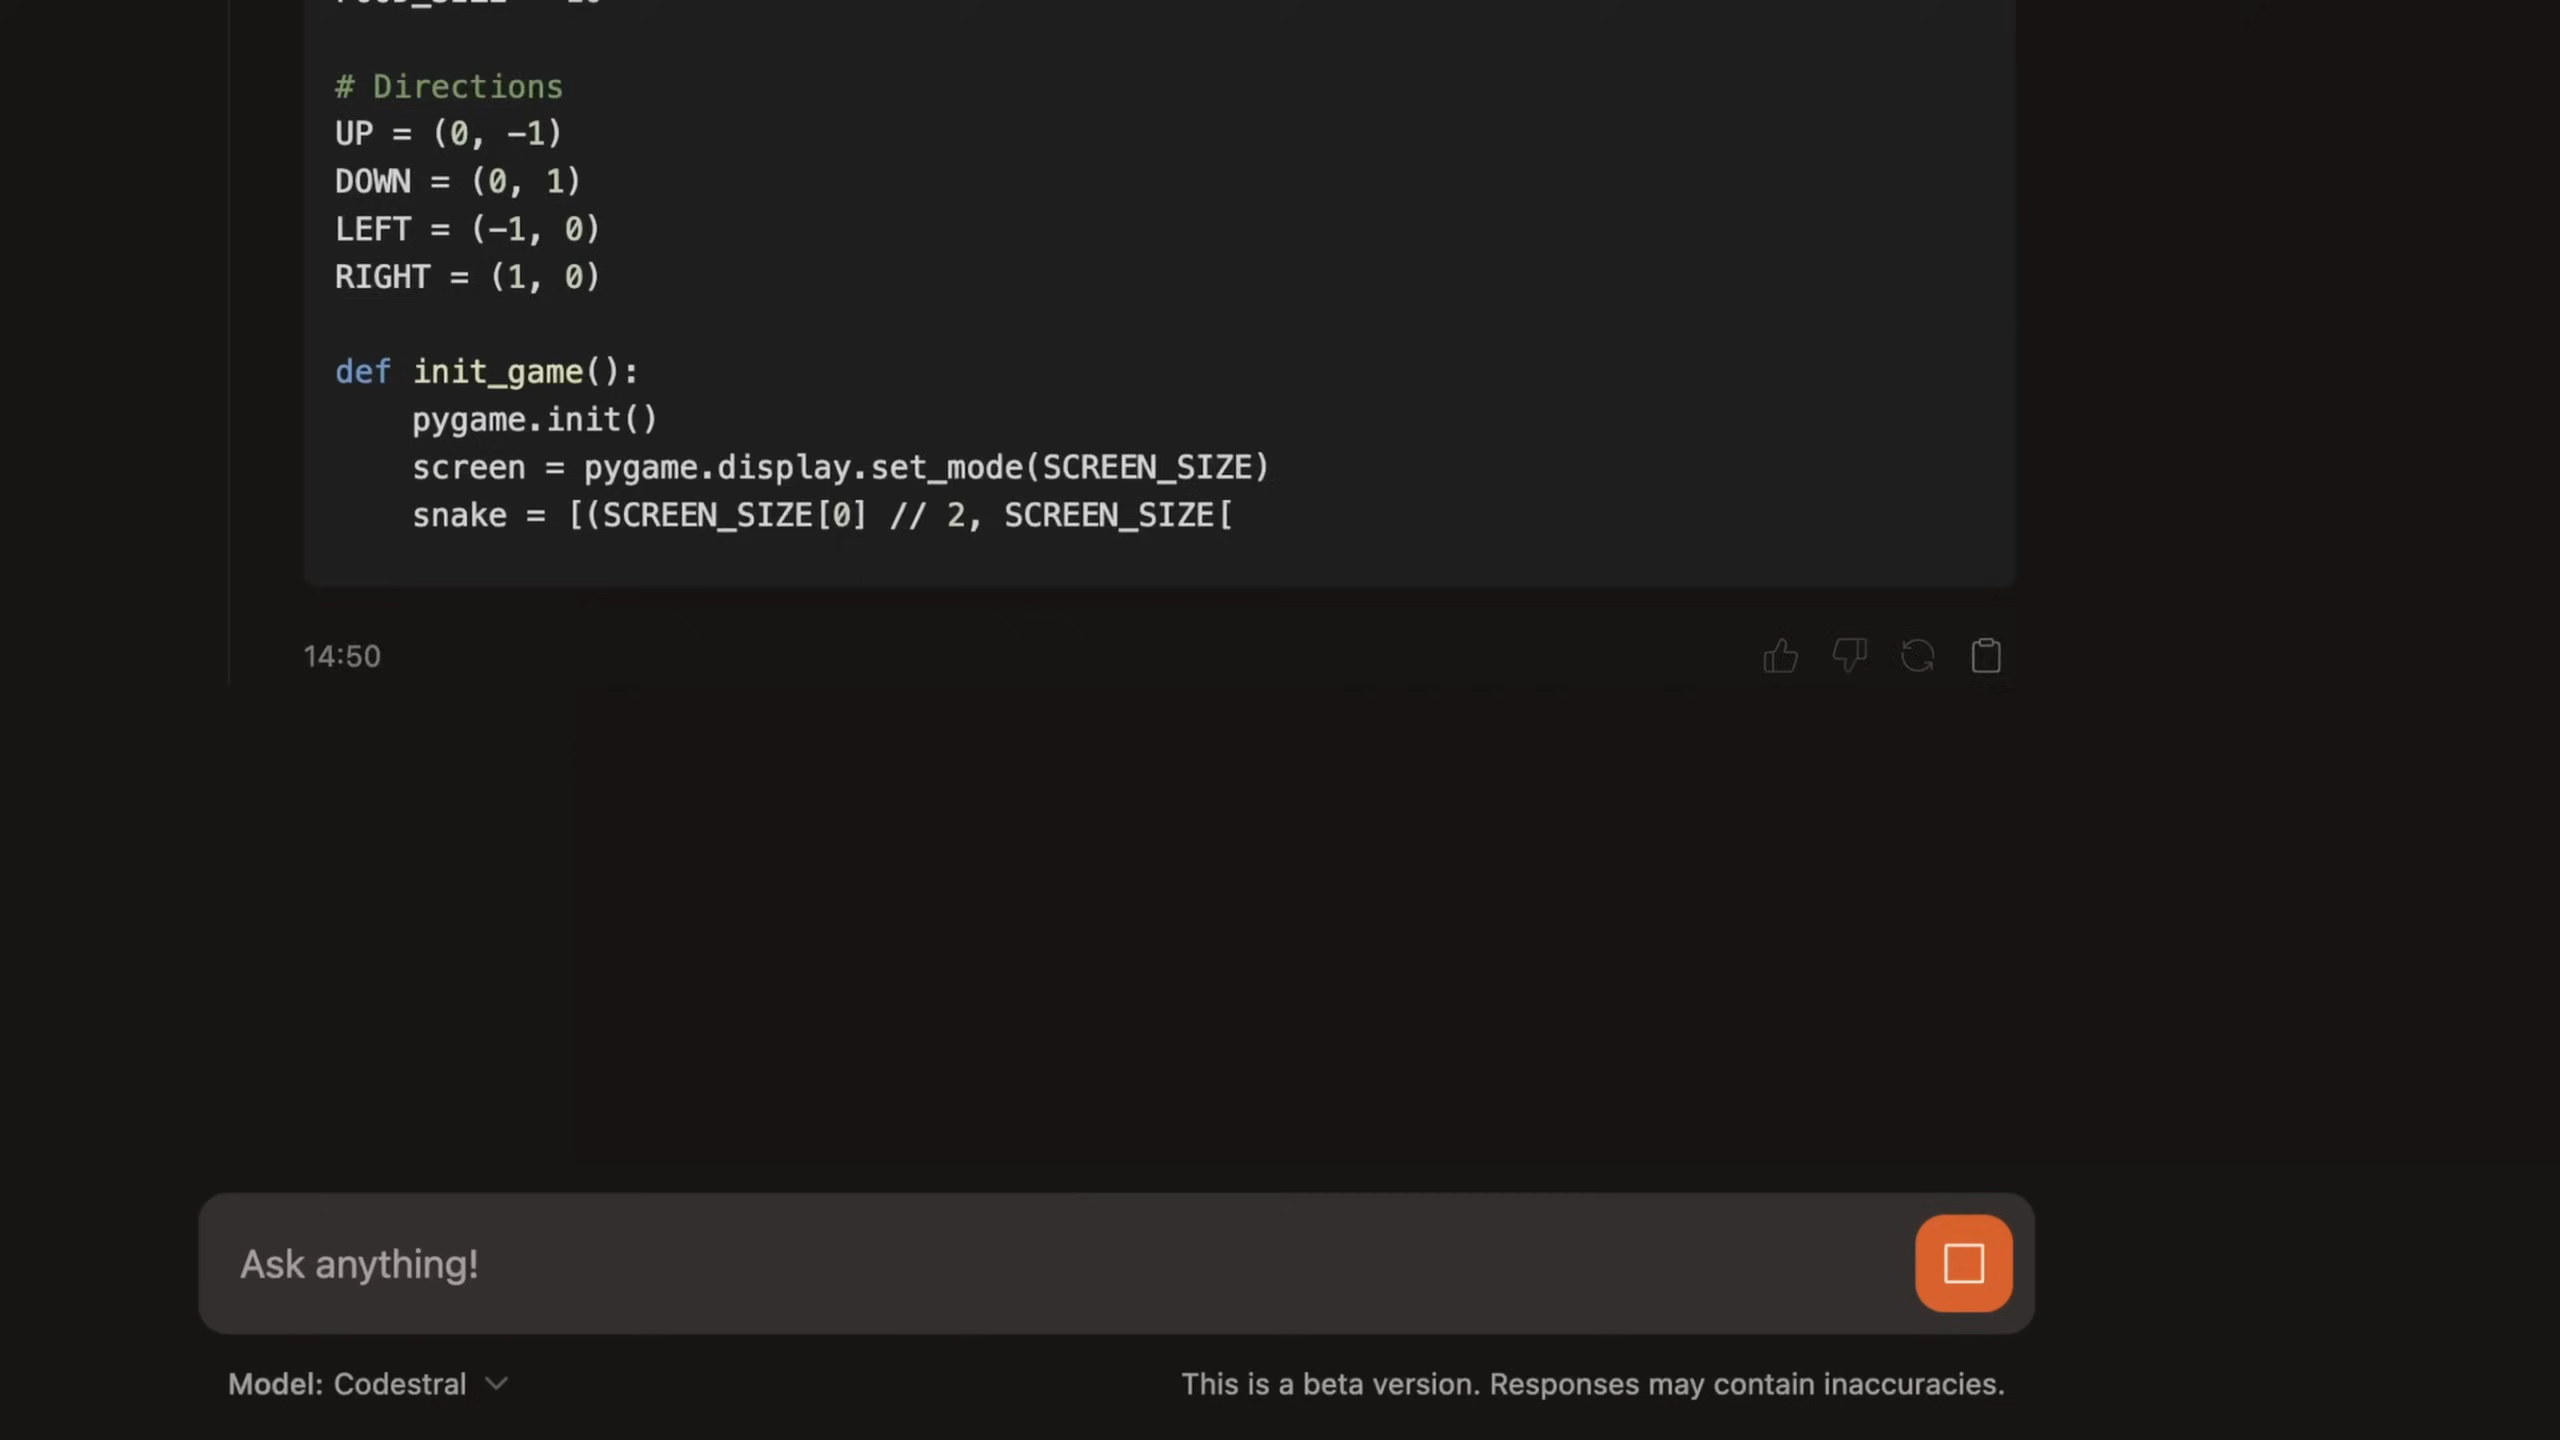 # Directions
UP = (0, -1)
DOWN = (0, 1)
LEFT = (-1, 0)
RIGHT = (1, 0)
def init_game():
    pygame.init()
    screen = pygame.display.set_mode(SCREEN_SIZE)
    snake = [(SCREEN_SIZE[0] // 2, SCREEN_SIZE[
14:50
Ask anything!
Model: Codestral
This is a beta version. Responses may contain inaccuracies.